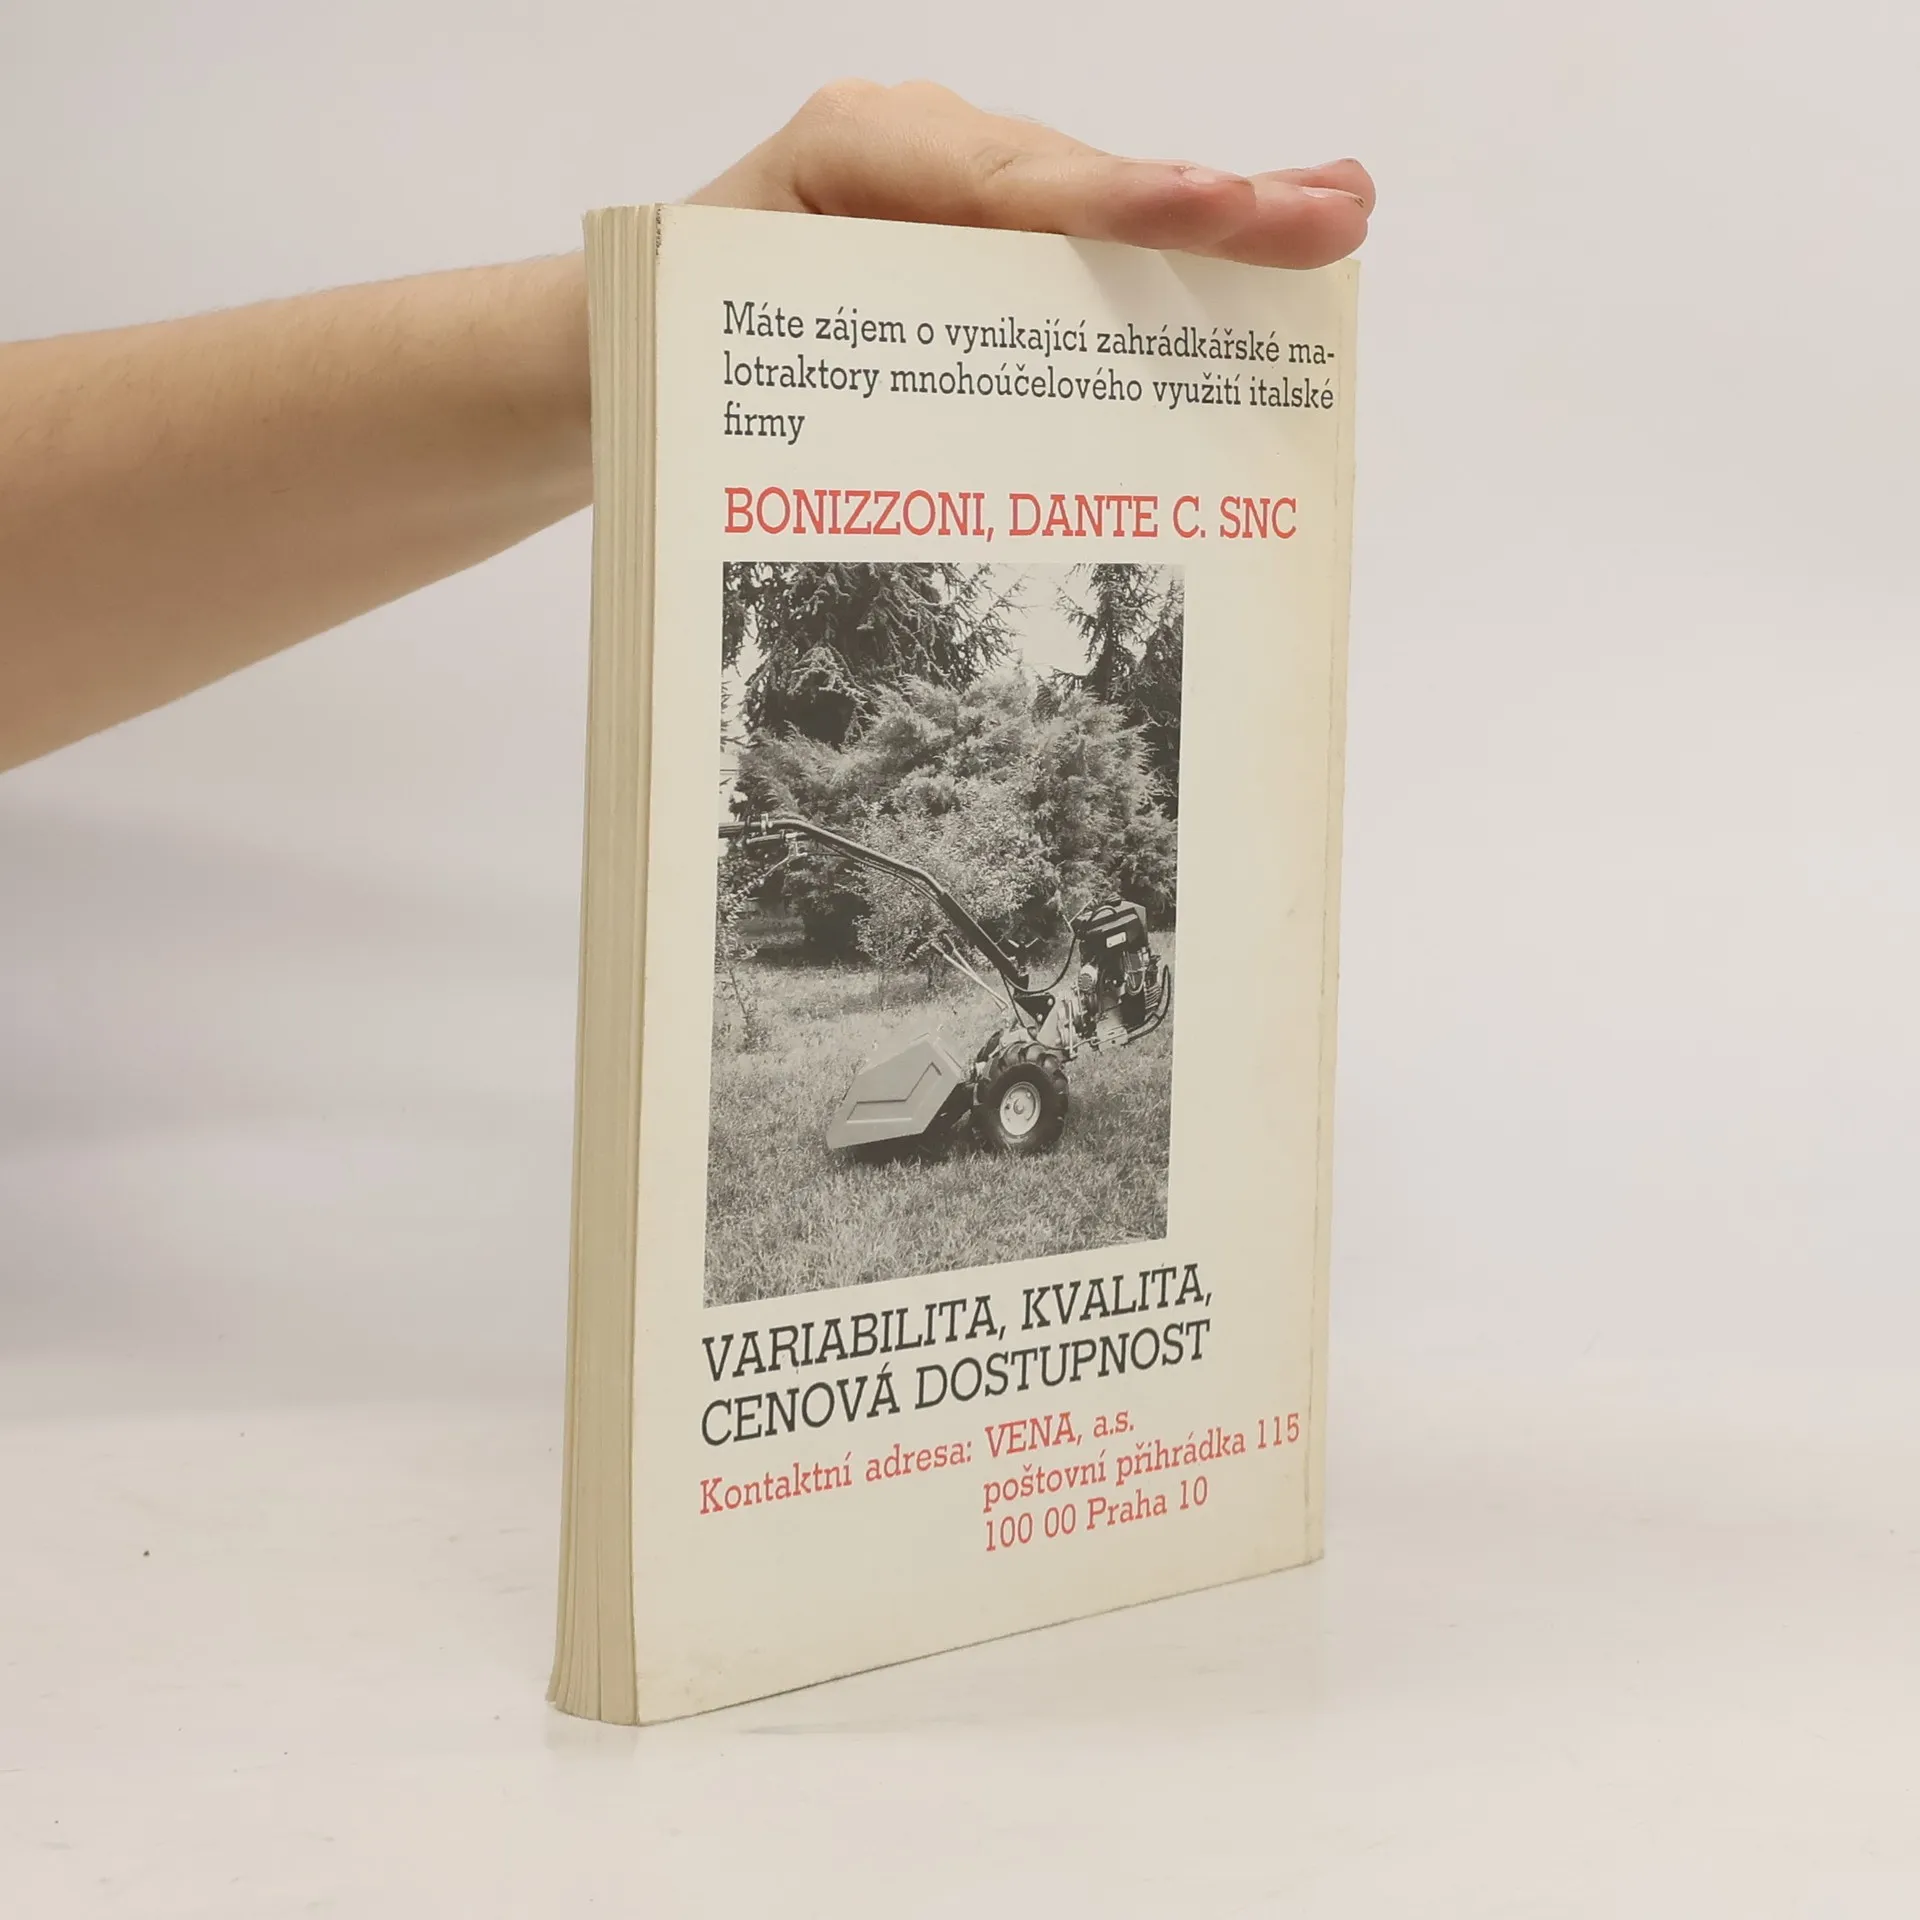 Máte zájem o vynikající zahrádkářské ma-
lotraktory mnohoúčelového využití italské
firmy
BONIZZONI, DANTE C. SNC
VARIABILITA, KVALITA,
CENOVÁ DOSTUPNOST
Kontaktní adresa: VENA, a.s.
poštovní přihrádka 115
100 00 Praha 10